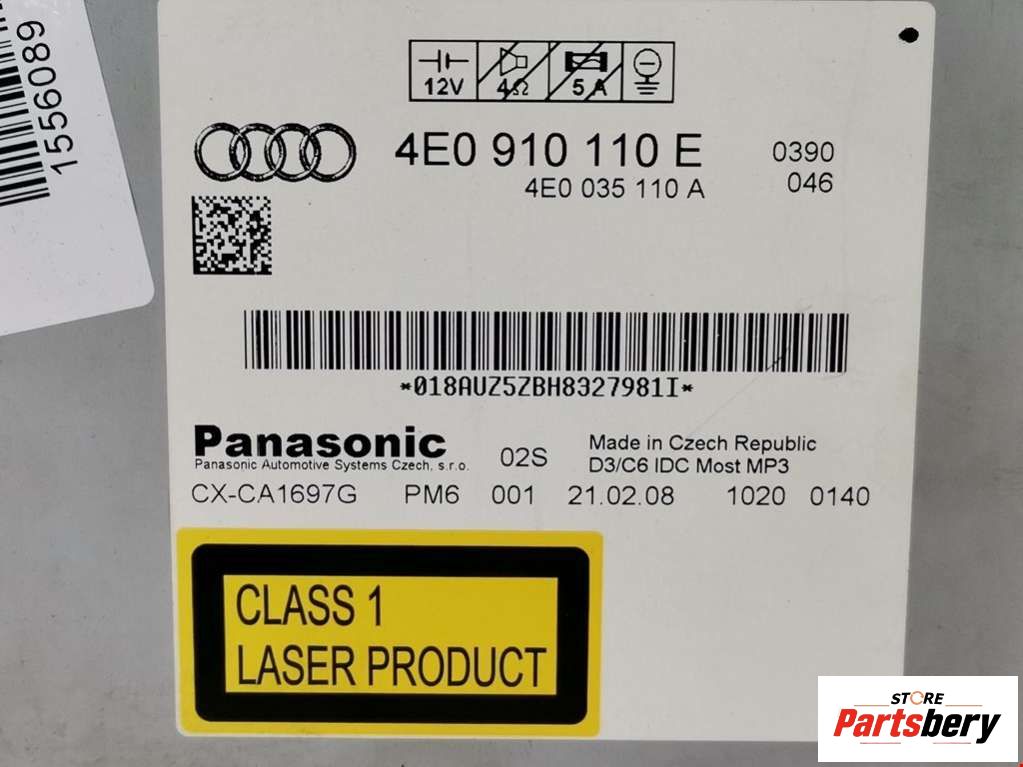 1556089
12V
4Ω
5 A
4E0 910 110 E
0390
4E0 035 110 A
046
*018AUZ5ZBH8327981I*
Panasonic
Panasonic Automotive Systems Czech, s.r.o.
02S
Made in Czech Republic
D3/C6 IDC Most MP3
CX-CA1697G PM6 001 21.02.08 1020 0140
CLASS 1
LASER PRODUCT
STORE
Partsbery